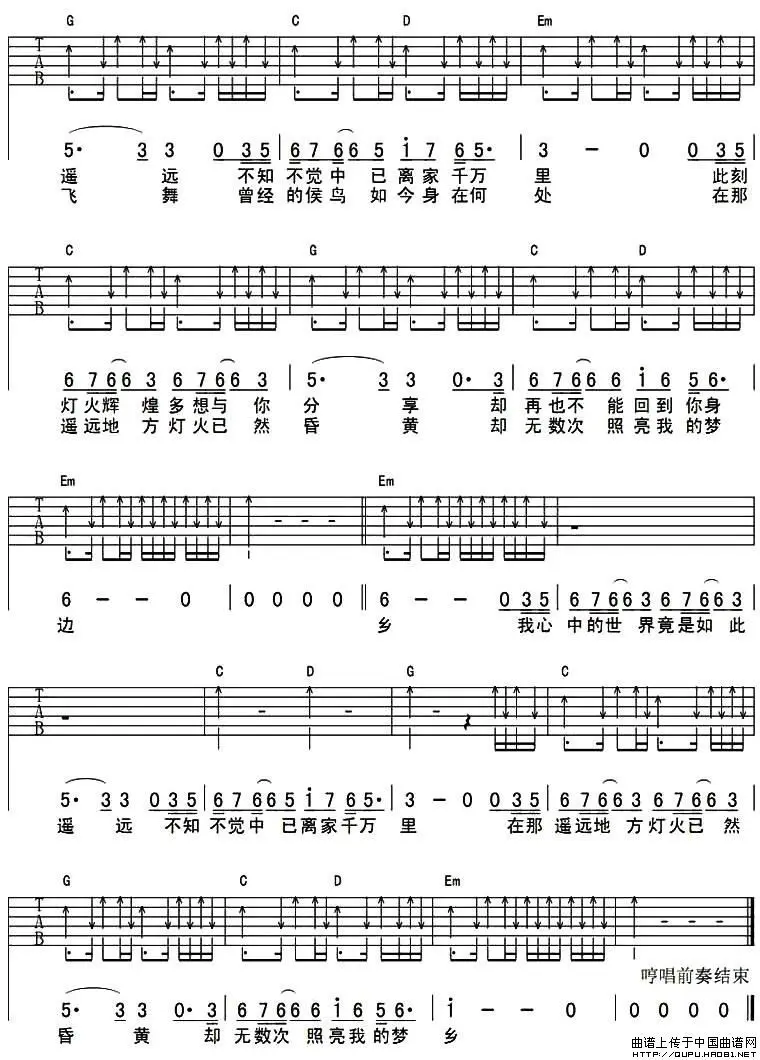 G C D Em
T A B
5· 3 3 0 3 5 | 6 7 6 6 5 i 7 6 5· | 3 – 0 0 3 5
遥 远 不知 不觉中 已离家千万 里 此刻
飞 舞 曾经 的侯鸟 如今身在何 处 在那
C G C D
T A B
6 7 6 6 3 6 7 6 6 3 | 5· 3 3 0· 3 | 6 7 6 6 6 i 6 5 6·
灯火辉 煌多想与 你 分 享 却 再也不 能回到你身
遥远地 方灯火已 然 昏 黄 却 无数次 照亮我的梦
Em Em
T A B
6 – – 0 | 0 0 0 0 ‖ 6 – – 0 3 5 | 6 7 6 6 3 6 7 6 6 3
边 乡 我心 中的世 界竟是如 此
C D G C
T A B
5· 3 3 0 3 5 | 6 7 6 6 5 i 7 6 5· | 3 – 0 0 3 5 | 6 7 6 6 3 6 7 6 6 3
遥 远 不知 不觉中 已离家千万 里 在那 遥远地 方灯火已 然
G C D Em
T A B
哼唱前奏结束
5· 3 3 0· 3 | 6 7 6 6 6 i 6 5 6· | i – – 0 | 0 0 0 0
昏 黄 却 无数次 照亮我的梦 乡
曲谱上传于中国曲谱网
http://QUPU.HAO81.NET